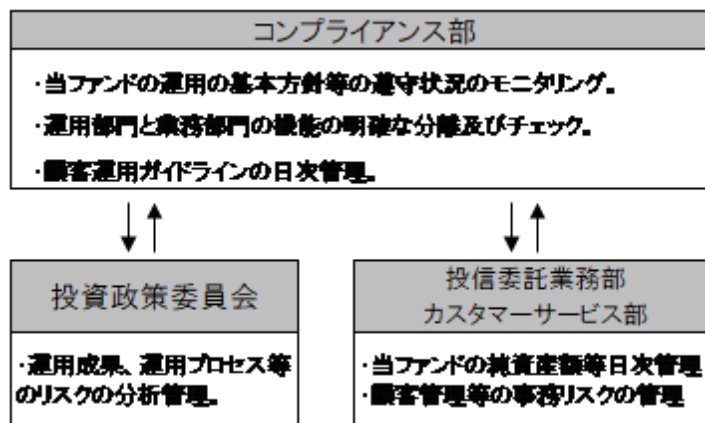 コンプライアンス部
・当ファンドの運用の基本方針等の遵守状況のモニタリング。
・運用部門と業務部門の機能の明確な分離及びチェック。
・顧客運用ガイドラインの日次管理。
投資政策委員会
・運用成果、運用プロセス等
のリスクの分析管理。
投信委託業務部
カスタマーサービス部
・当ファンドの純資産額等日次管理
・顧客管理等の事務リスクの管理